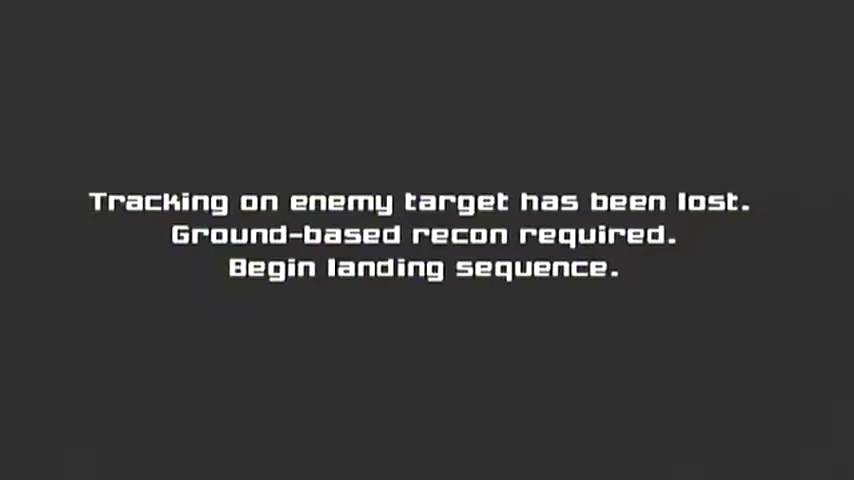 Tracking on enemy target has been lost.
Ground-based recon required.
Begin landing sequence.